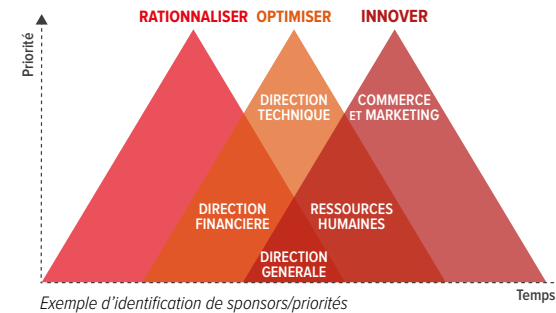 RATIONNALISER OPTIMISER INNOVER
Priorité
DIRECTION
TECHNIQUE
COMMERCE
ET MARKETING
DIRECTION
FINANCIERE
RESSOURCES
HUMAINES
DIRECTION
GENERALE
Temps
Exemple d'identification de sponsors/priorités